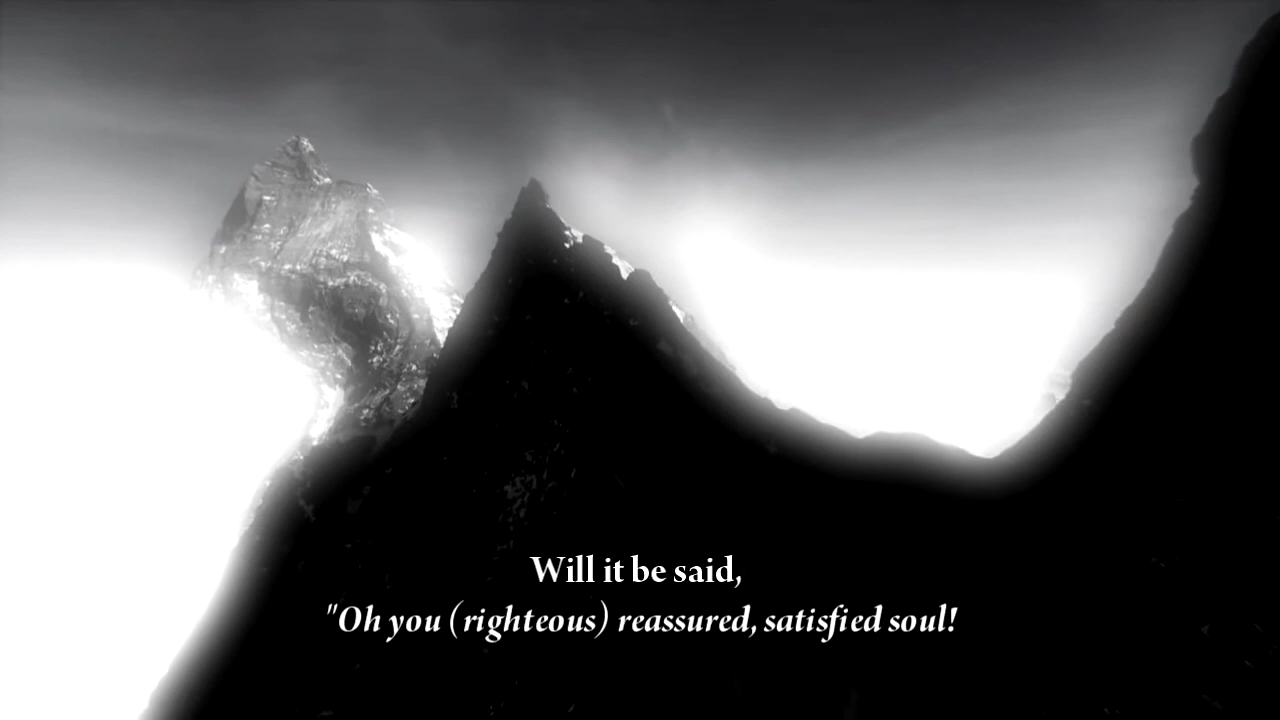 Will it be said,
"Oh you (righteous) reassured, satisfied soul!